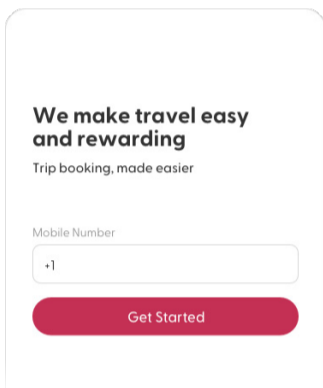 We make travel easy
and rewarding
Trip booking, made easier
Mobile Number
+1
Get Started